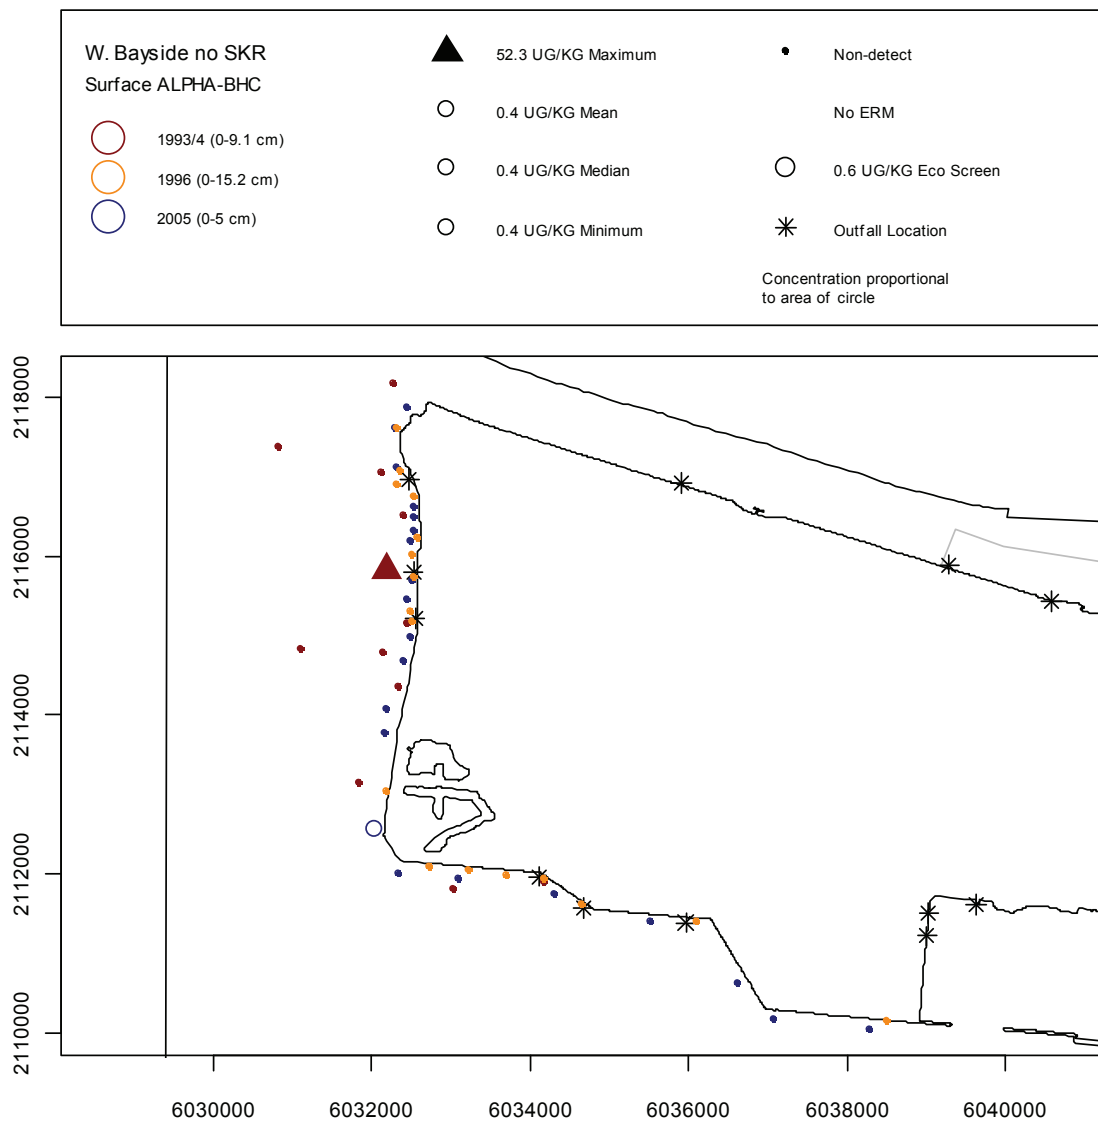 W. Bayside no SKR
Surface ALPHA-BHC
1993/4 (0-9.1 cm)
1996 (0-15.2 cm)
2005 (0-5 cm)
52.3 UG/KG Maximum
0.4 UG/KG Mean
0.4 UG/KG Median
0.4 UG/KG Minimum
Non-detect
No ERM
0.6 UG/KG Eco Screen
Outfall Location
Concentration proportional
to area of circle
2118000
2116000
2114000
2112000
2110000
6030000 6032000 6034000 6036000 6038000 6040000